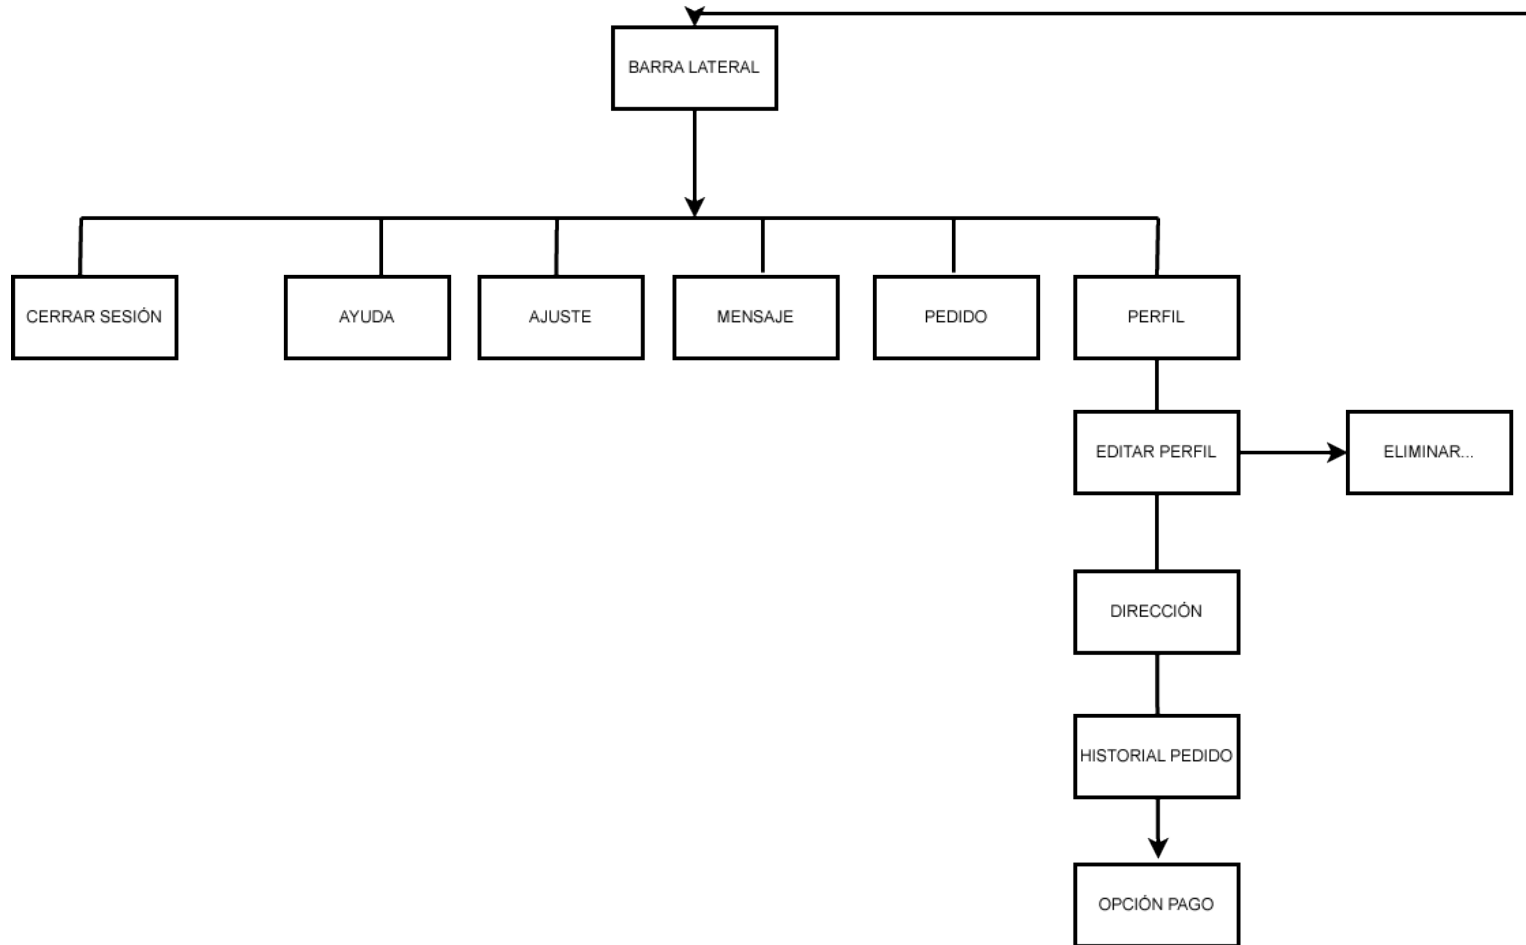 BARRA LATERAL
CERRAR SESIÓN
AYUDA
AJUSTE
MENSAJE
PEDIDO
PERFIL
EDITAR PERFIL
ELIMINAR...
DIRECCIÓN
HISTORIAL PEDIDO
OPCIÓN PAGO